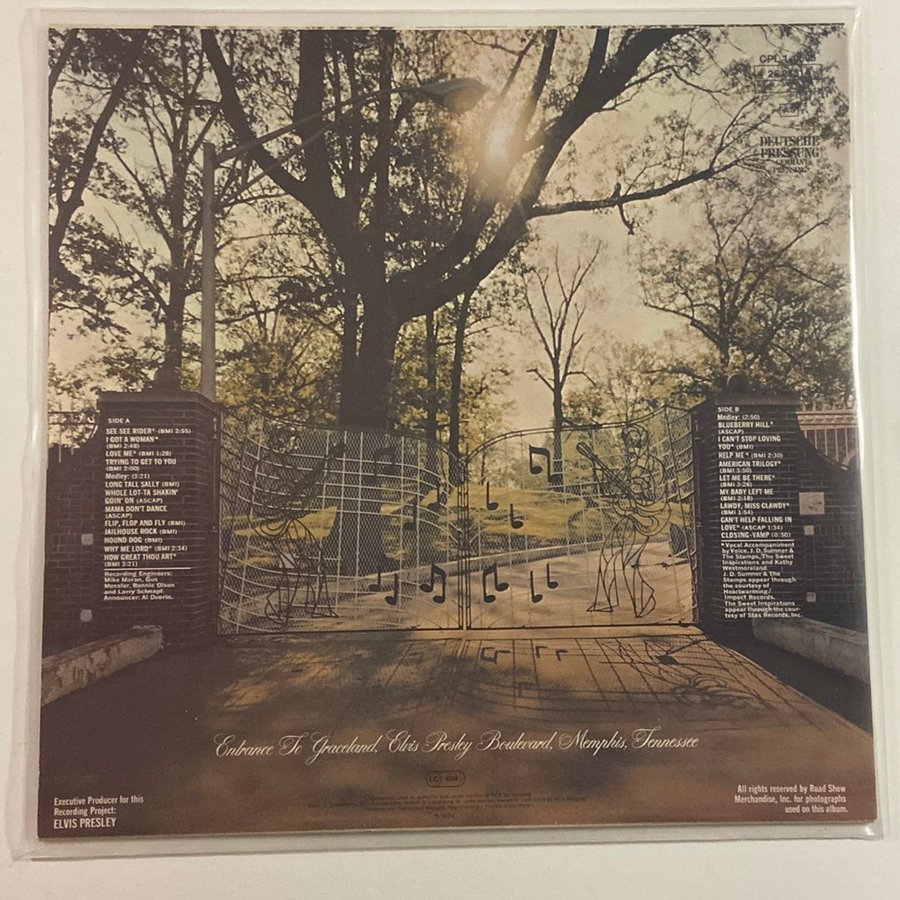 DEUTSCHE
PRESSUNG
GERMAN
PRESSING
SIDE A
SEE SEE RIDER* (BMI 2:55)
I GOT A WOMAN*
(BMI 2:48)
LOVE ME* (BMI 1:28)
TRYING TO GET TO YOU
(BMI 2:00)
Medley: (3:21)
LONG TALL SALLY (BMI)
WHOLE LOT-TA SHAKIN'
GOIN' ON (ASCAP)
MAMA DON'T DANCE
(ASCAP)
FLIP, FLOP AND FLY (BMI)
JAILHOUSE ROCK (BMI)
HOUND DOG (BMI)
WHY ME LORD* (BMI 2:34)
HOW GREAT THOU ART*
(BMI 3:21)
Recording Engineers:
Mike Moran, Gus
Mossler, Ronnie Olson
and Larry Schnapf.
Announcer: Al Dvorin.
SIDE B
Medley: (2:50)
BLUEBERRY HILL*
(ASCAP)
I CAN'T STOP LOVING
YOU* (BMI)
HELP ME* (BMI 2:30)
AMERICAN TRILOGY*
(BMI 3:50)
LET ME BE THERE*
(BMI 3:26)
MY BABY LEFT ME
(BMI 2:18)
LAWDY, MISS CLAWDY*
(BMI 1:54)
CAN'T HELP FALLING IN
LOVE* (ASCAP 1:34)
CLOSING-VAMP (0:50)
*Vocal Accompaniment
by Voice, J. D. Sumner &
The Stamps, The Sweet
Inspirations and Kathy
Westmoreland.
J. D. Sumner & The
Stamps appear through
the courtesy of
Heartwarming/
Impact Records.
The Sweet Inspirations
appear through the cour-
tesy of Stax Records, Inc.
Entrance To Graceland, Elvis Presley Boulevard, Memphis, Tennessee
LC
Executive Producer for this
Recording Project:
ELVIS PRESLEY
All rights reserved by Road Show
Merchandise, Inc. for photographs
used on this album.